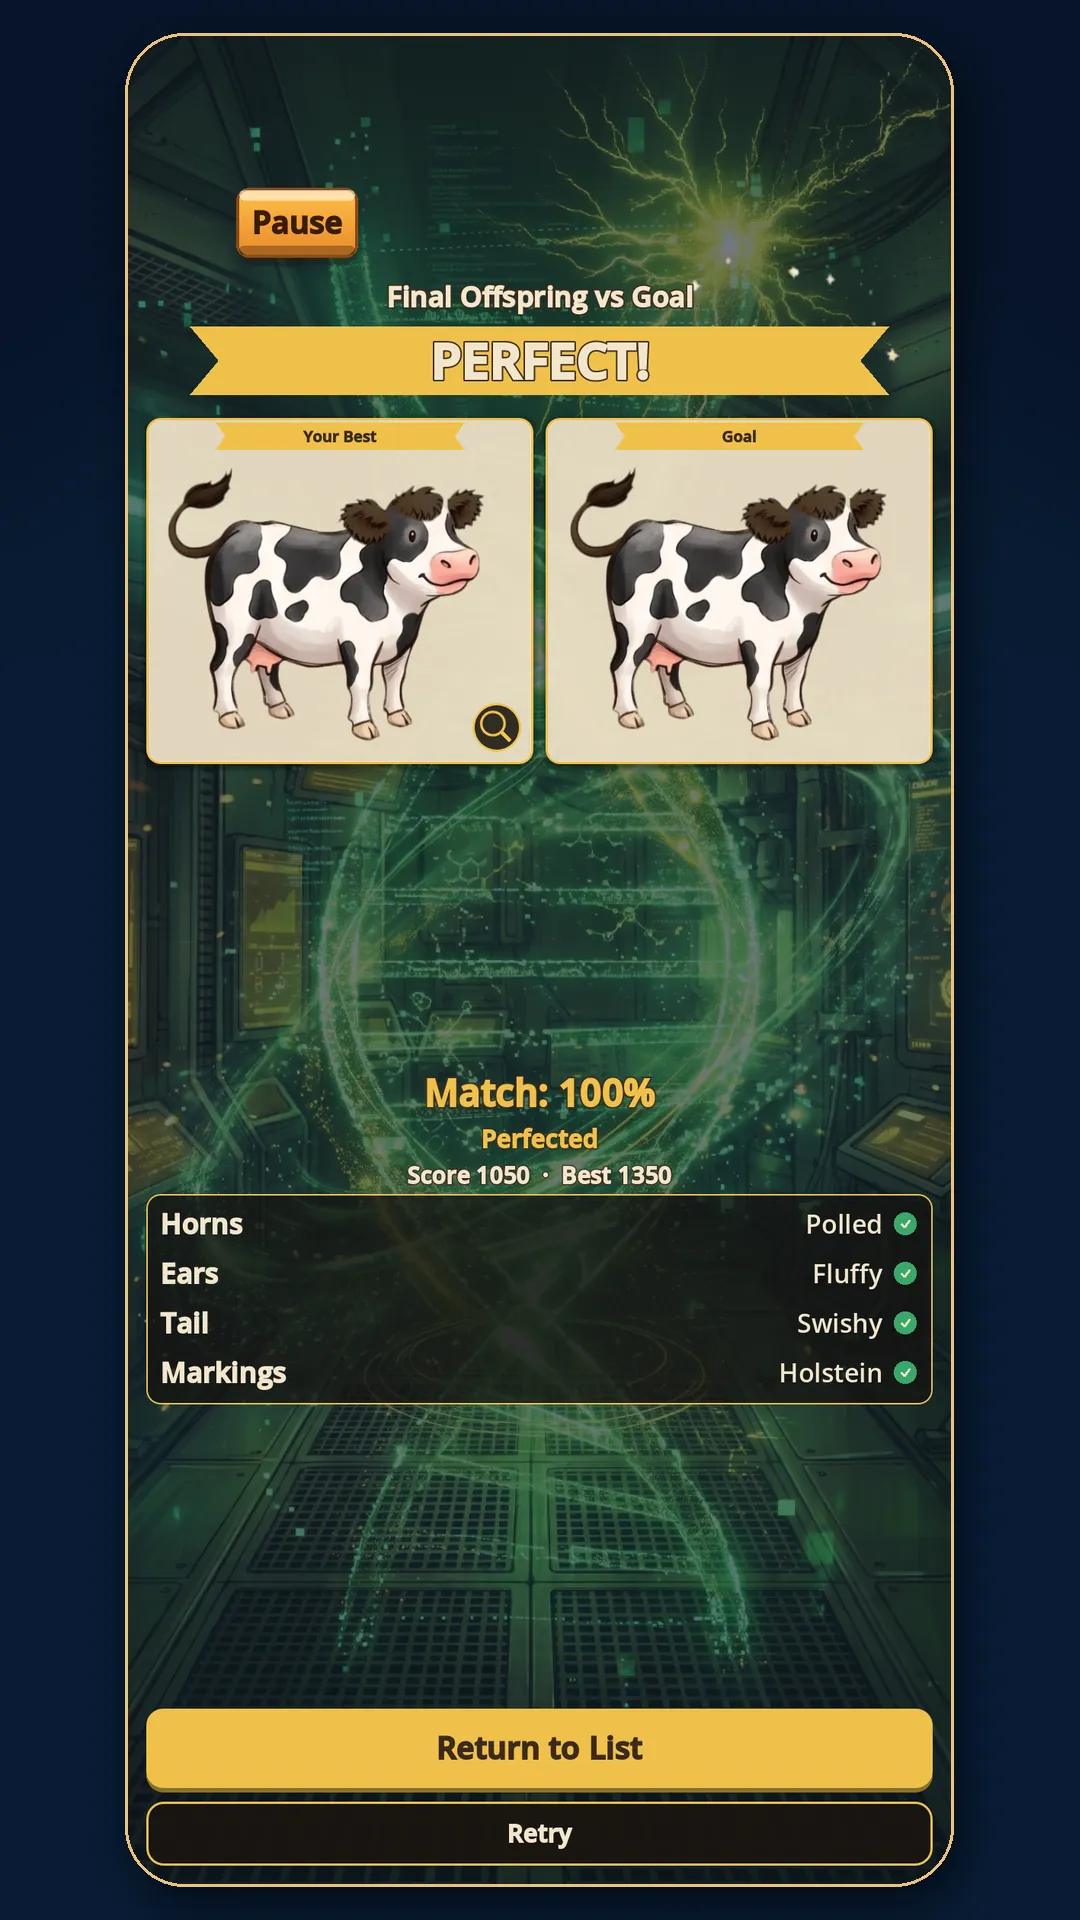 Pause
Final Offspring vs Goal
PERFECT!
Your Best
Goal
Match: 100%
Perfected
Score 1050 · Best 1350
Horns Polled
Ears Fluffy
Tail Swishy
Markings Holstein
Return to List
Retry